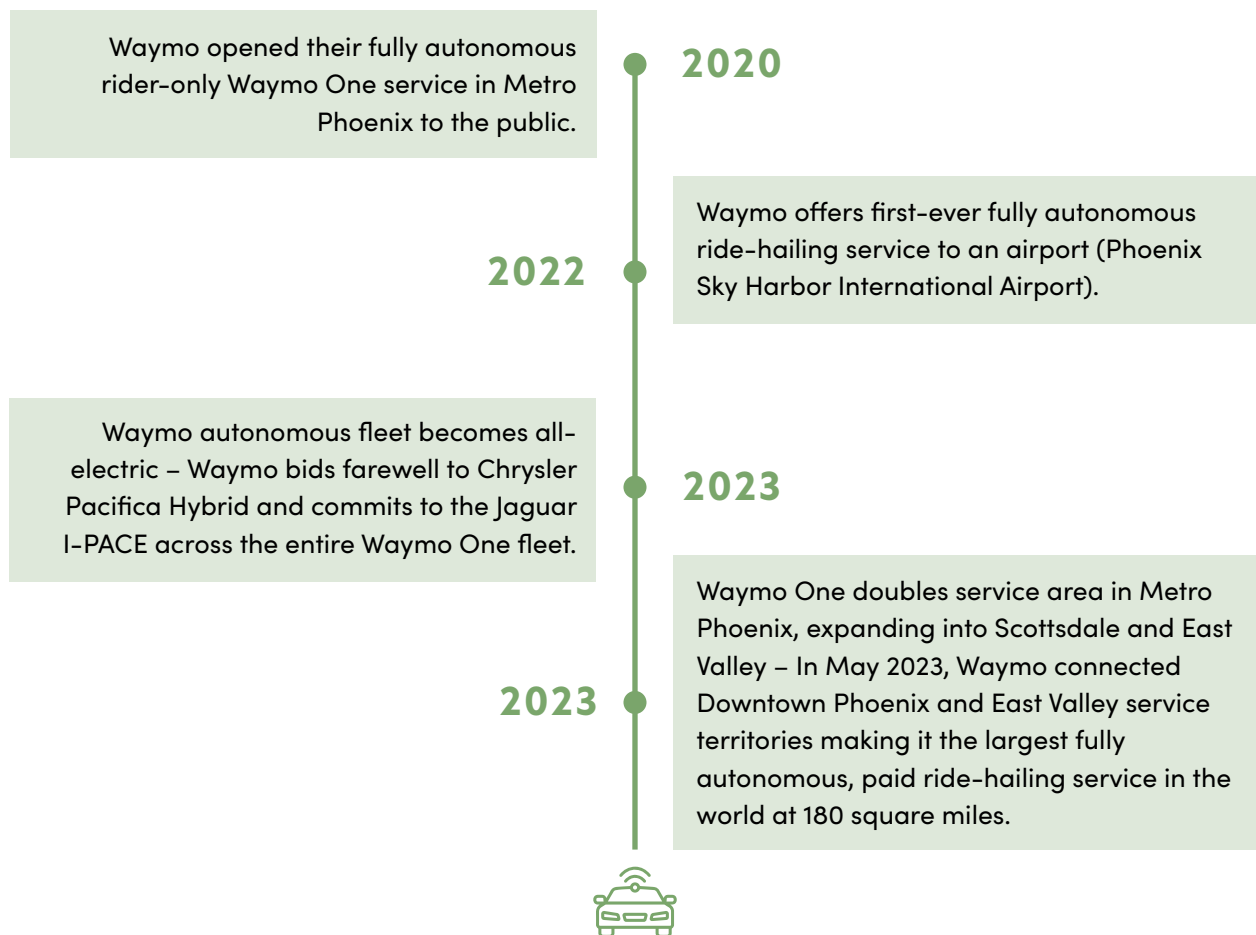 Waymo opened their fully autonomous
rider-only Waymo One service in Metro
Phoenix to the public.
2020
2022
Waymo offers first-ever fully autonomous
ride-hailing service to an airport (Phoenix
Sky Harbor International Airport).
Waymo autonomous fleet becomes all-
electric – Waymo bids farewell to Chrysler
Pacifica Hybrid and commits to the Jaguar
I-PACE across the entire Waymo One fleet.
2023
2023
Waymo One doubles service area in Metro
Phoenix, expanding into Scottsdale and East
Valley – In May 2023, Waymo connected
Downtown Phoenix and East Valley service
territories making it the largest fully
autonomous, paid ride-hailing service in the
world at 180 square miles.